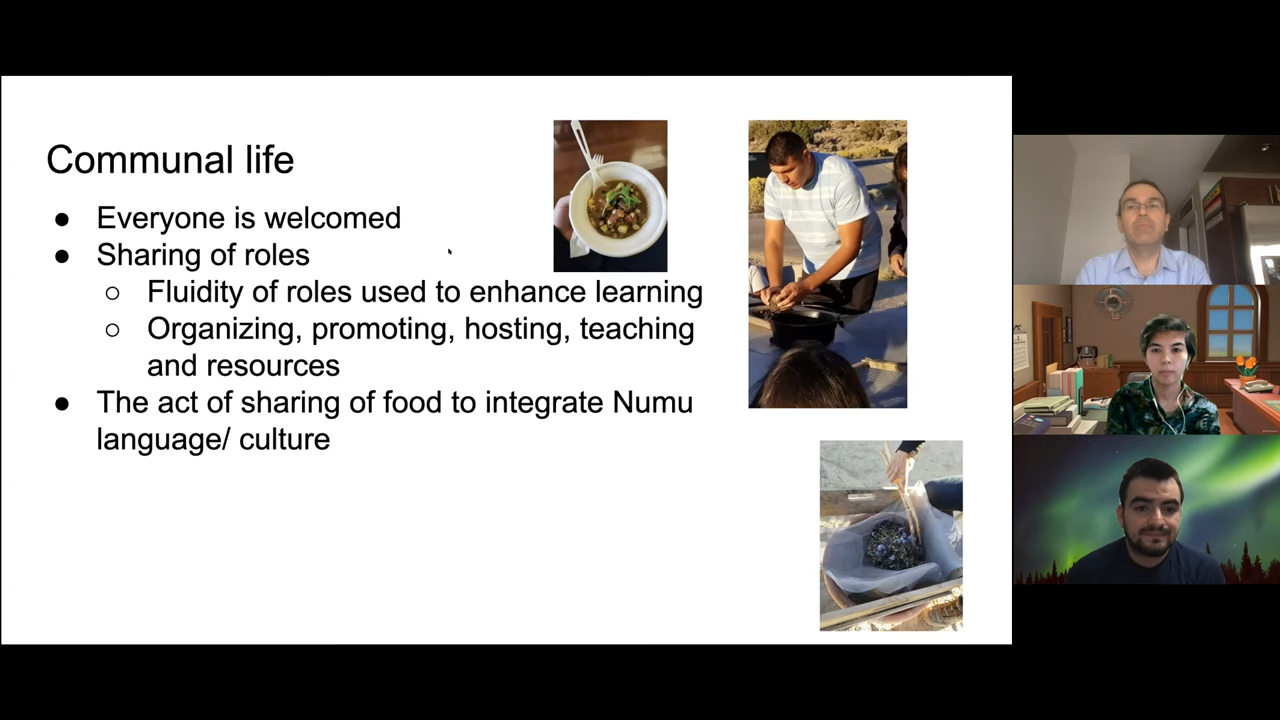 Communal life
● Everyone is welcomed
● Sharing of roles
○ Fluidity of roles used to enhance learning
○ Organizing, promoting, hosting, teaching
and resources
● The act of sharing of food to integrate Numu
language/ culture